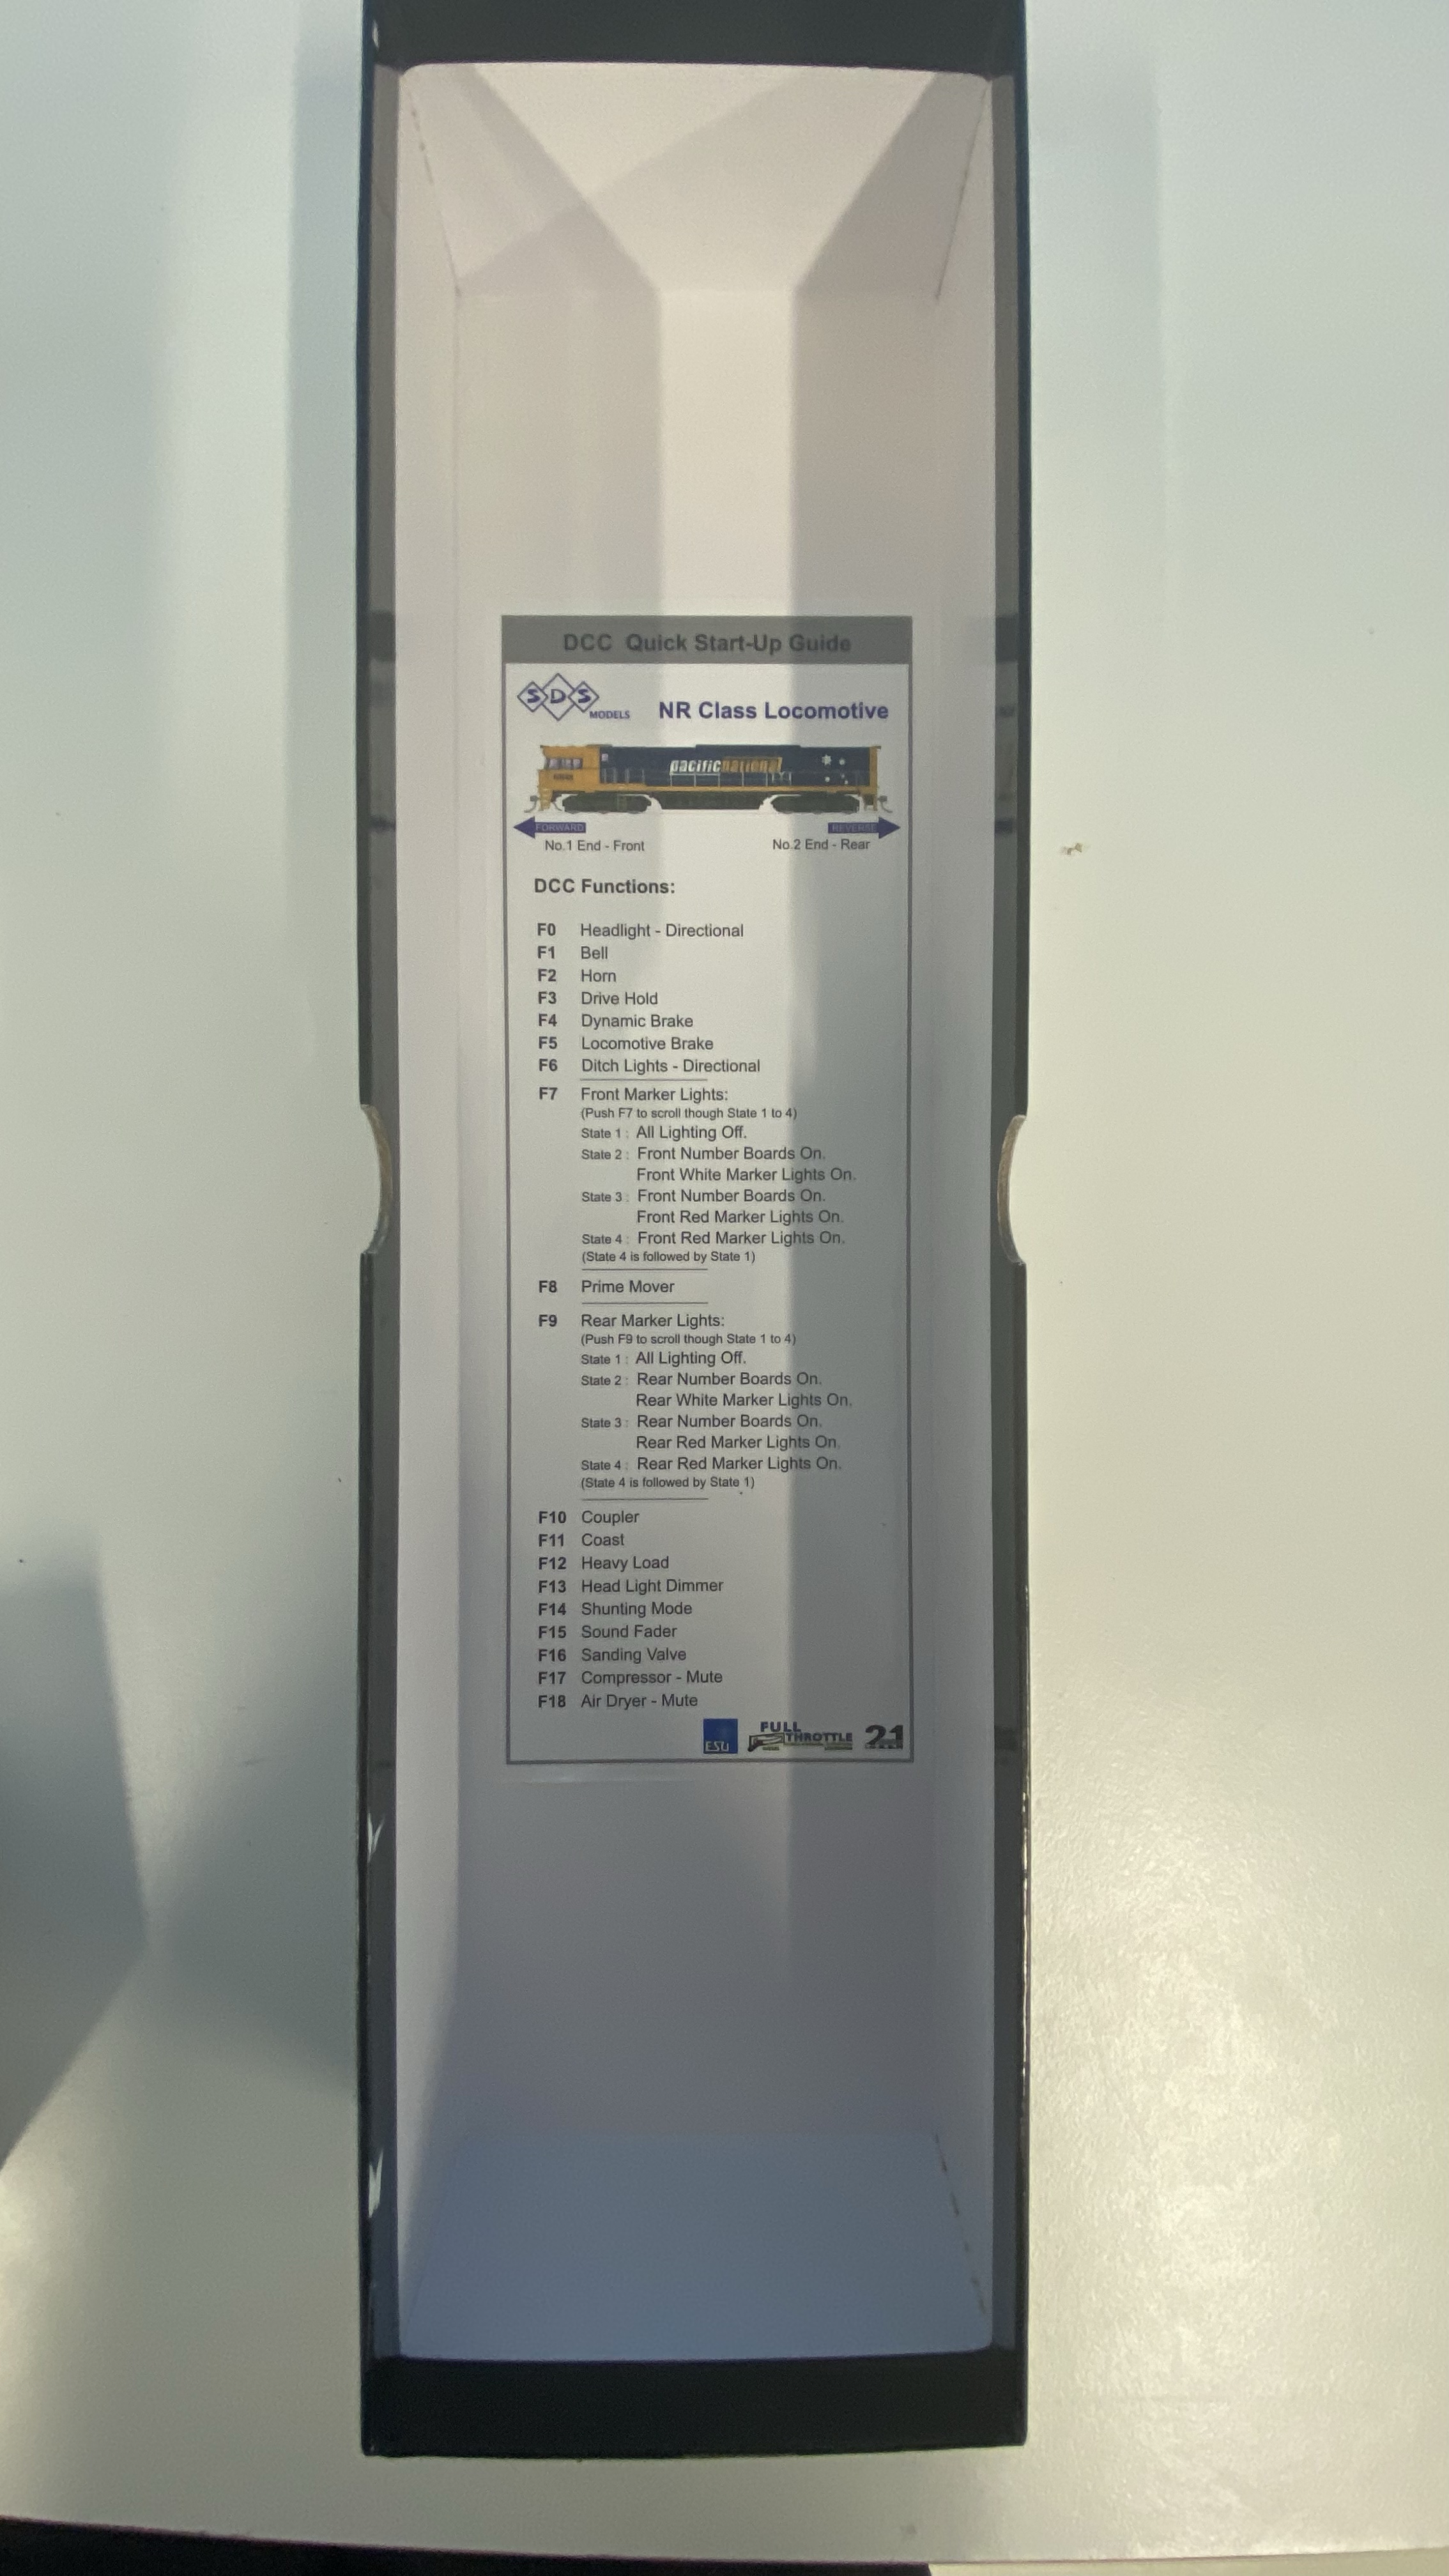 DCC Quick Start-Up Guide
SDS MODELS
NR Class Locomotive
pacificnational
FORWARD
REVERSE
No.1 End - Front
No.2 End - Rear
DCC Functions:
F0 Headlight - Directional
F1 Bell
F2 Horn
F3 Drive Hold
F4 Dynamic Brake
F5 Locomotive Brake
F6 Ditch Lights - Directional
F7 Front Marker Lights:
(Push F7 to scroll though State 1 to 4)
State 1 : All Lighting Off.
State 2 : Front Number Boards On.
Front White Marker Lights On.
State 3 : Front Number Boards On.
Front Red Marker Lights On.
State 4 : Front Red Marker Lights On.
(State 4 is followed by State 1)
F8 Prime Mover
F9 Rear Marker Lights:
(Push F9 to scroll though State 1 to 4)
State 1 : All Lighting Off.
State 2 : Rear Number Boards On.
Rear White Marker Lights On.
State 3 : Rear Number Boards On.
Rear Red Marker Lights On.
State 4 : Rear Red Marker Lights On.
(State 4 is followed by State 1)
F10 Coupler
F11 Coast
F12 Heavy Load
F13 Head Light Dimmer
F14 Shunting Mode
F15 Sound Fader
F16 Sanding Valve
F17 Compressor - Mute
F18 Air Dryer - Mute
ESU
FULL
THROTTLE
21